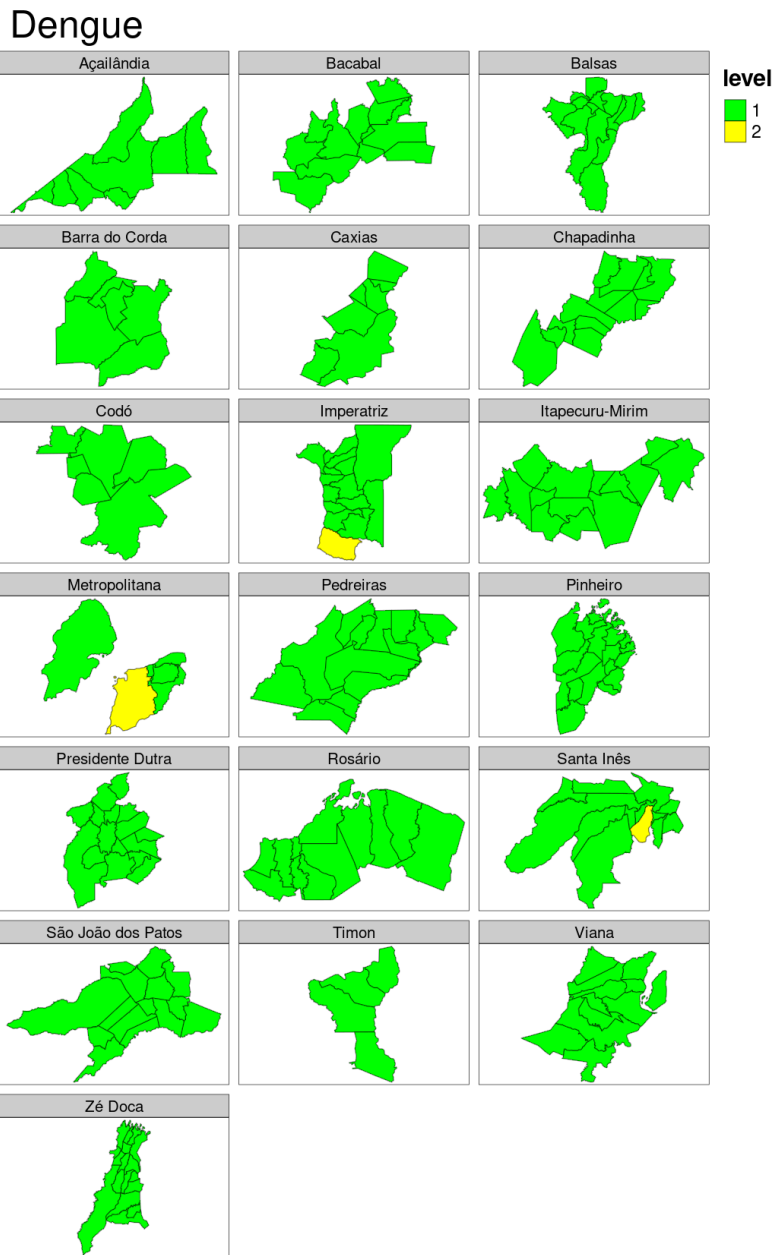 Dengue
Açailândia
Bacabal
Balsas
level
1
2
Barra do Corda
Caxias
Chapadinha
Codó
Imperatriz
Itapecuru-Mirim
Metropolitana
Pedreiras
Pinheiro
Presidente Dutra
Rosário
Santa Inês
São João dos Patos
Timon
Viana
Zé Doca